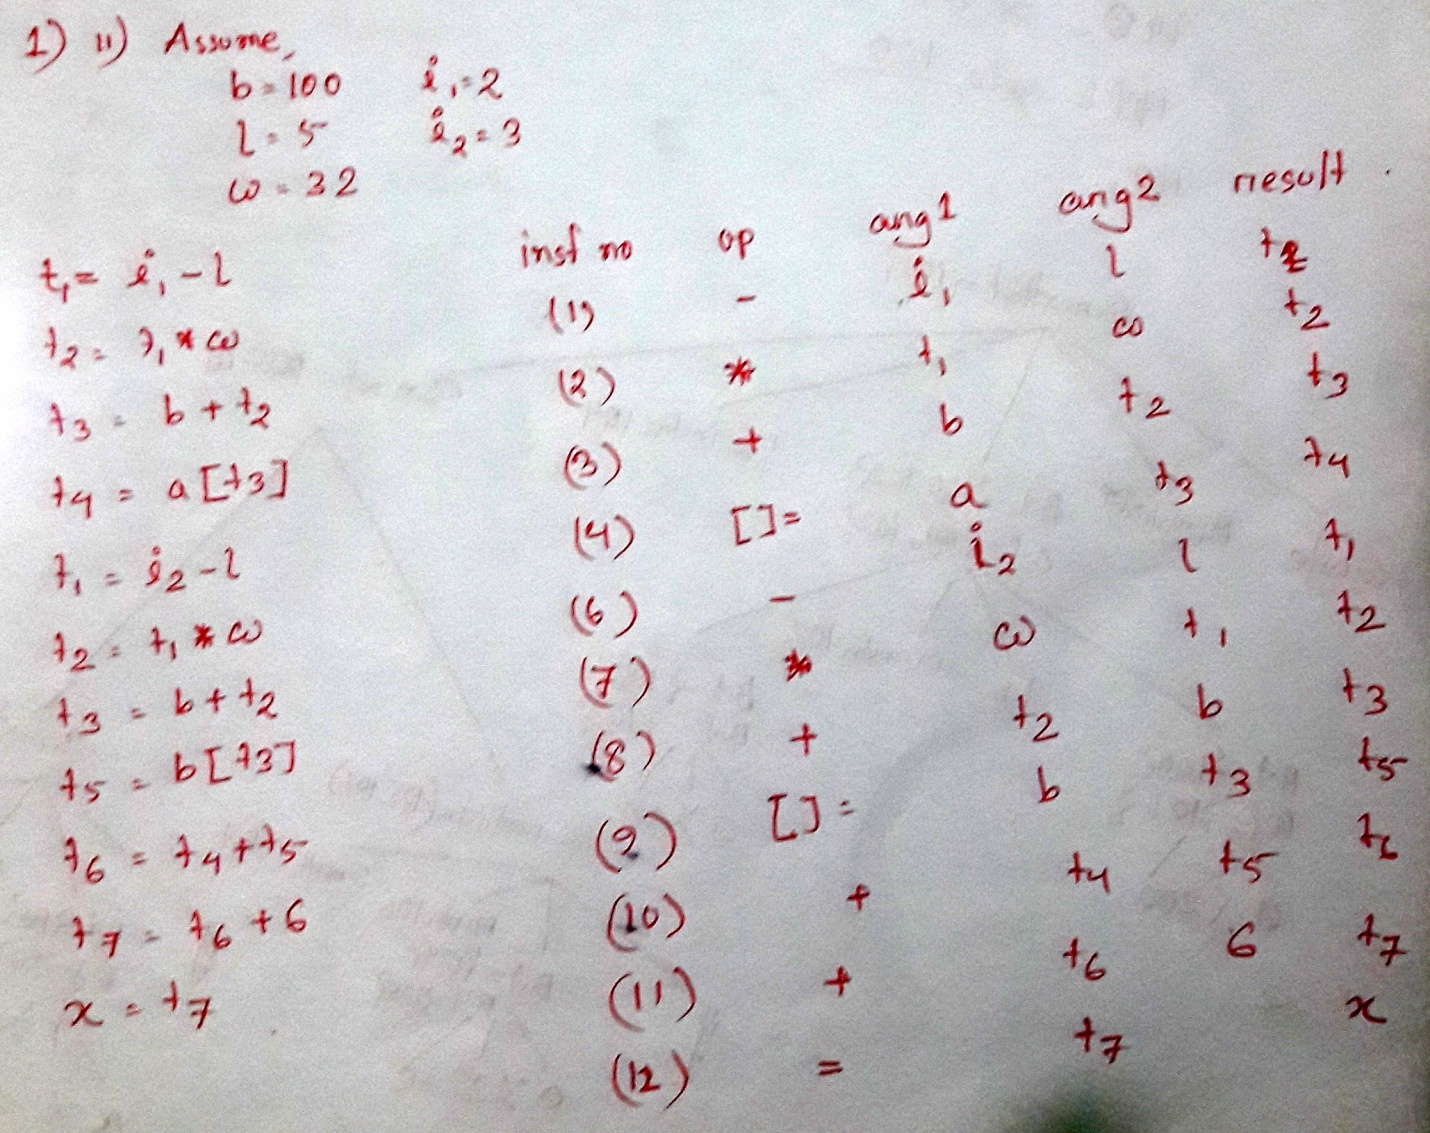 1) ii) Assume,
b = 100 i₁ = 2
l = 5 i₂ = 3
w = 32
inst no op arg1 arg2 result
t₁ = i₁ - l
(1) - i₁ l t₁
t₂ = t₁ * w
(2) * t₁ w t₂
t₃ = b + t₂
(3) + b t₂ t₃
t₄ = a[t₃]
(4) []= a t₃ t₄
t₁ = i₂ - l
(6) - i₂ l t₁
t₂ = t₁ * w
(7) * w t₁ t₂
t₃ = b + t₂
(8) + t₂ b t₃
t₅ = b[t₃]
(9) []= b t₃ t₅
t₆ = t₄ + t₅
(10) + t₄ t₅ t₆
t₇ = t₆ + 6
(11) + t₆ 6 t₇
x = t₇
(12) = t₇ x